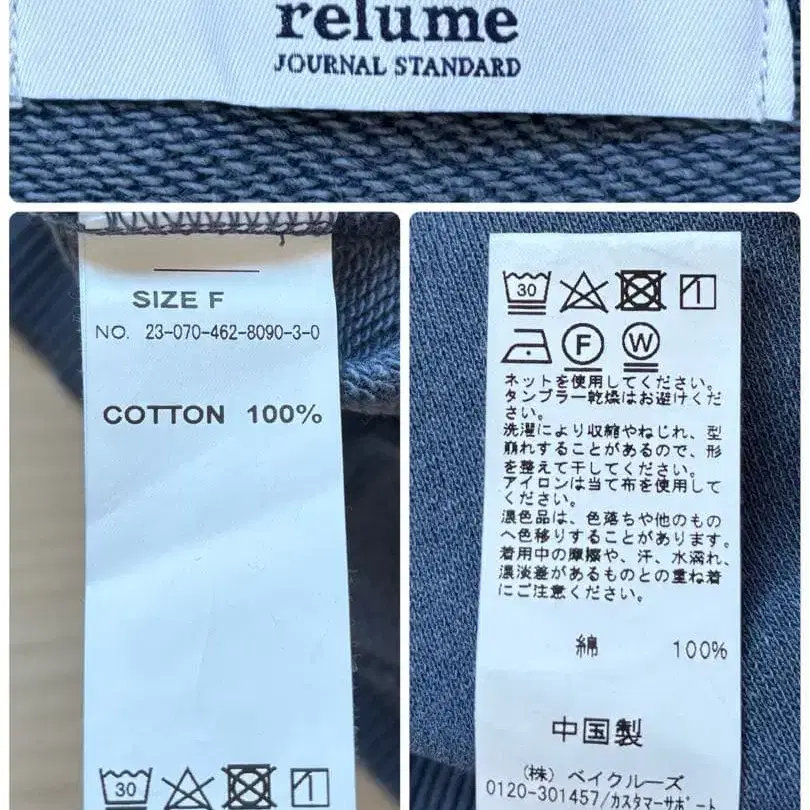 relume
JOURNAL STANDARD
SIZE F
NO. 23-070-462-8090-3-0
COTTON 100%
30
30
F
W
ネットを使用してください。
タンブラー乾燥はお避けくだ
さい。
洗濯により収縮やねじれ、型
崩れすることがあるので、形
を整えて干してください。
アイロンは当て布を使用して
ください。
濃色品は、色落ちや他のもの
へ色移りすることがあります。
着用中の摩擦や、汗、水濡れ、
濃淡差があるものとの重ね着
にご注意ください。
綿 100%
中国製
(株) ベイクルーズ
0120-301457/カスタマーサポート